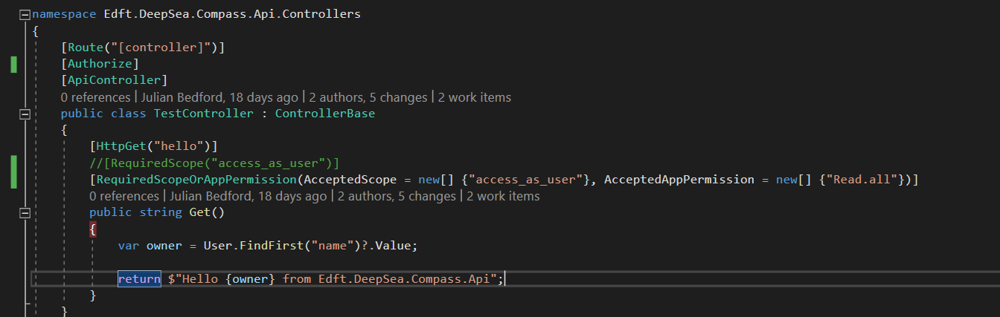 namespace Edft.DeepSea.Compass.Api.Controllers
{
[Route("[controller]")]
[Authorize]
[ApiController]
0 references | Julian Bedford, 18 days ago | 2 authors, 5 changes | 2 work items
public class TestController : ControllerBase
{
[HttpGet("hello")]
//[RequiredScope("access_as_user")]
[RequiredScopeOrAppPermission(AcceptedScope = new[] {"access_as_user"}, AcceptedAppPermission = new[] {"Read.all"})]
0 references | Julian Bedford, 18 days ago | 2 authors, 5 changes | 2 work items
public string Get()
{
var owner = User.FindFirst("name")?.Value;
return $"Hello {owner} from Edft.DeepSea.Compass.Api";
}
}